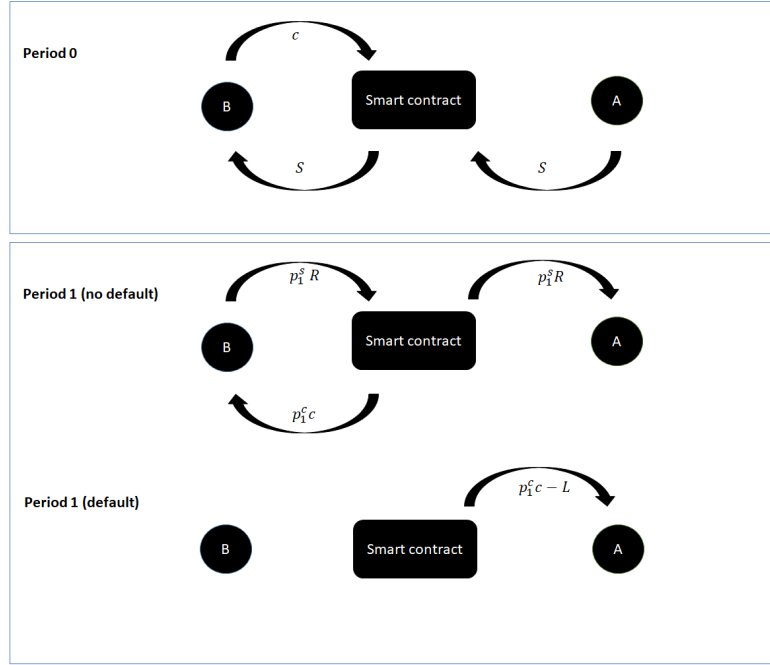 Period 0
c
B
Smart contract
A
S
S
Period 1 (no default)
p₁ˢ R
p₁ˢR
B
Smart contract
A
p₁ᶜc
Period 1 (default)
p₁ᶜc − L
B
Smart contract
A